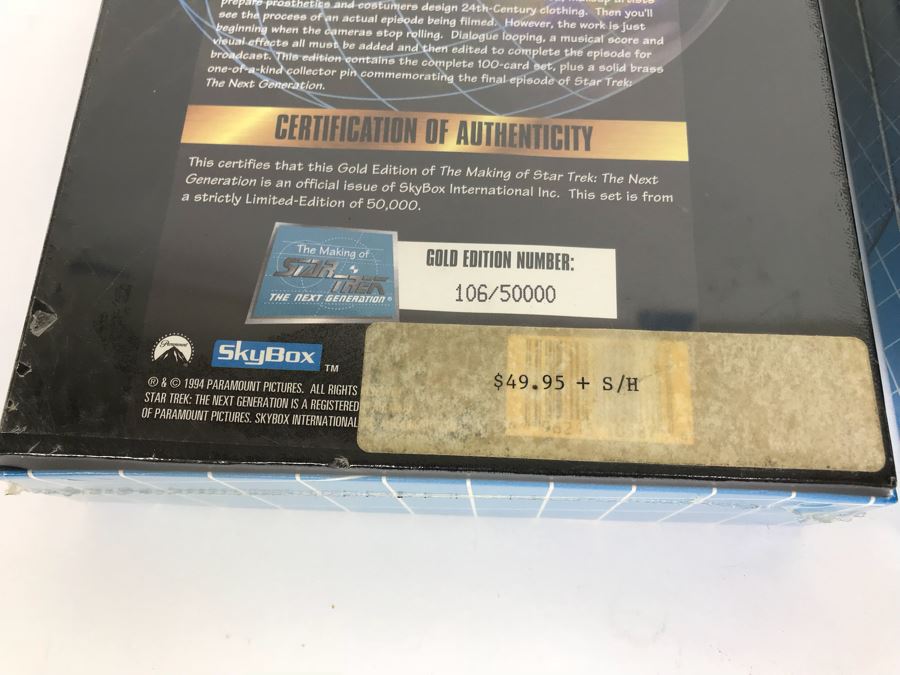 makeup artists
prepare prosthetics and costumers design 24th-Century clothing. Then you'll
see the process of an actual episode being filmed. However, the work is just
beginning when the cameras stop rolling. Dialogue looping, a musical score and
visual effects all must be added and then edited to complete the episode for
broadcast. This edition contains the complete 100-card set, plus a solid brass
one-of-a-kind collector pin commemorating the final episode of Star Trek:
The Next Generation.
CERTIFICATION OF AUTHENTICITY
This certifies that this Gold Edition of The Making of Star Trek: The Next
Generation is an official issue of SkyBox International Inc. This set is from
a strictly Limited-Edition of 50,000.
The Making of
STAR TREK
THE NEXT GENERATION®
GOLD EDITION NUMBER:
106/50000
Paramount
SkyBox TM
® & © 1994 PARAMOUNT PICTURES. ALL RIGHTS
STAR TREK: THE NEXT GENERATION IS A REGISTERED
OF PARAMOUNT PICTURES. SKYBOX INTERNATIONAL
$49.95 + S/H